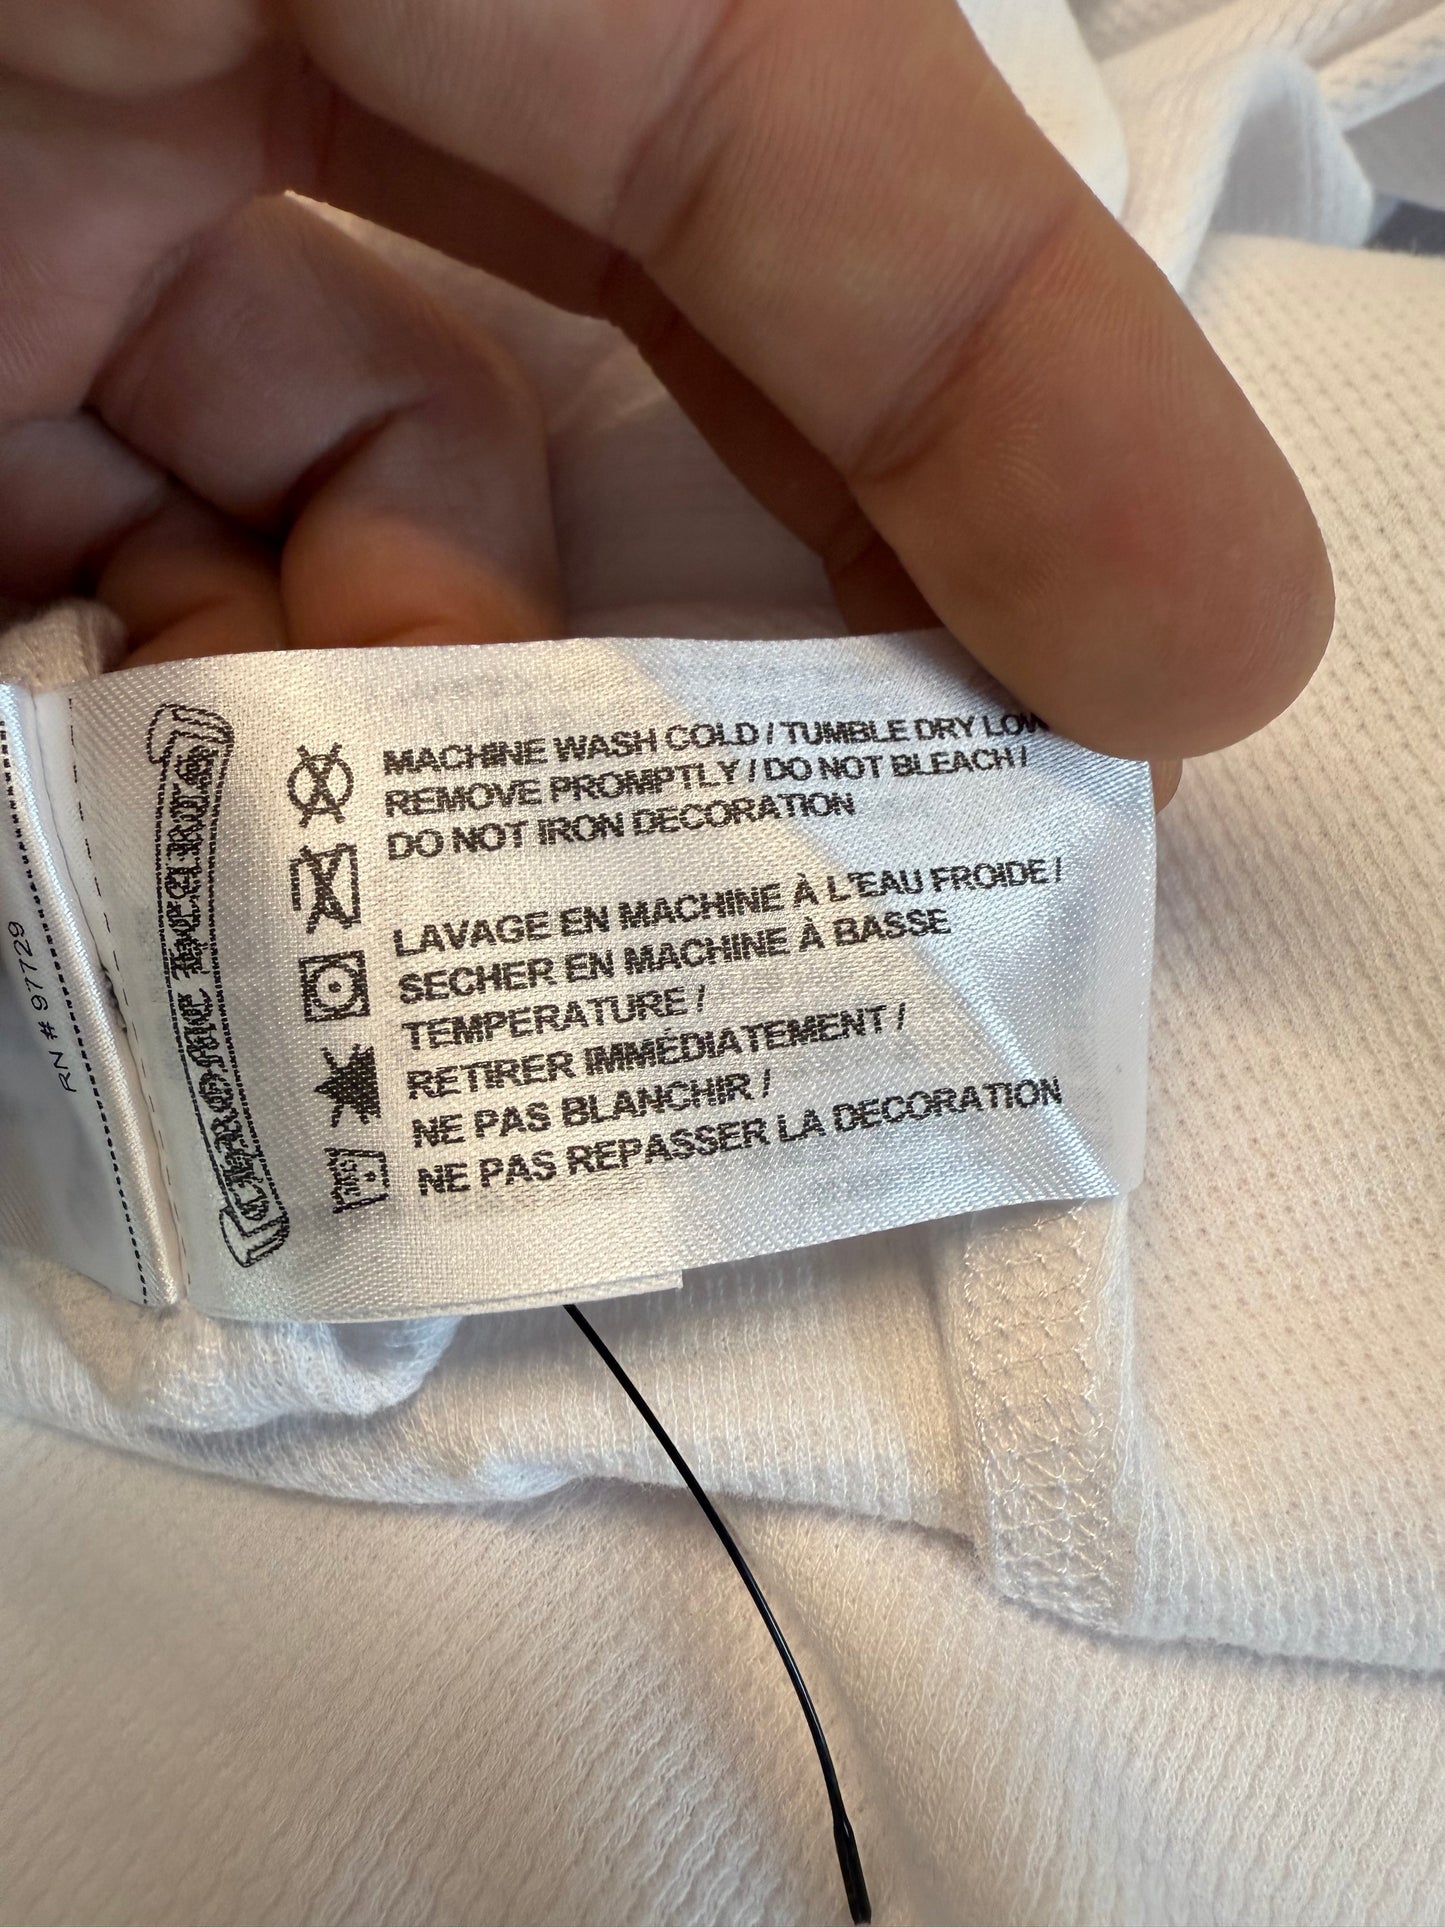 RN # 97729
CHROME HEARTS
MACHINE WASH COLD / TUMBLE DRY LOW
REMOVE PROMPTLY / DO NOT BLEACH /
DO NOT IRON DECORATION
LAVAGE EN MACHINE À L'EAU FROIDE /
SECHER EN MACHINE À BASSE
TEMPERATURE /
RETIRER IMMÉDIATEMENT /
NE PAS BLANCHIR /
NE PAS REPASSER LA DECORATION